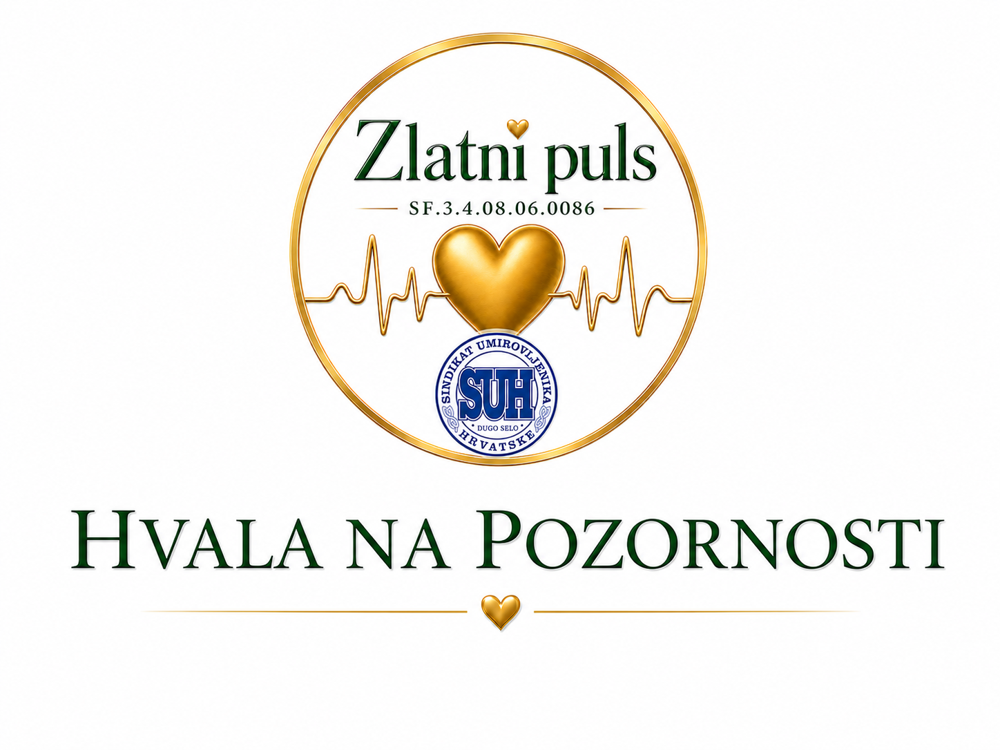 Zlatni puls
SF.3.4.08.06.0086
SINDIKAT UMIROVLJENIKA
SUH
• DUGO SELO •
HRVATSKE
HVALA NA POZORNOSTI